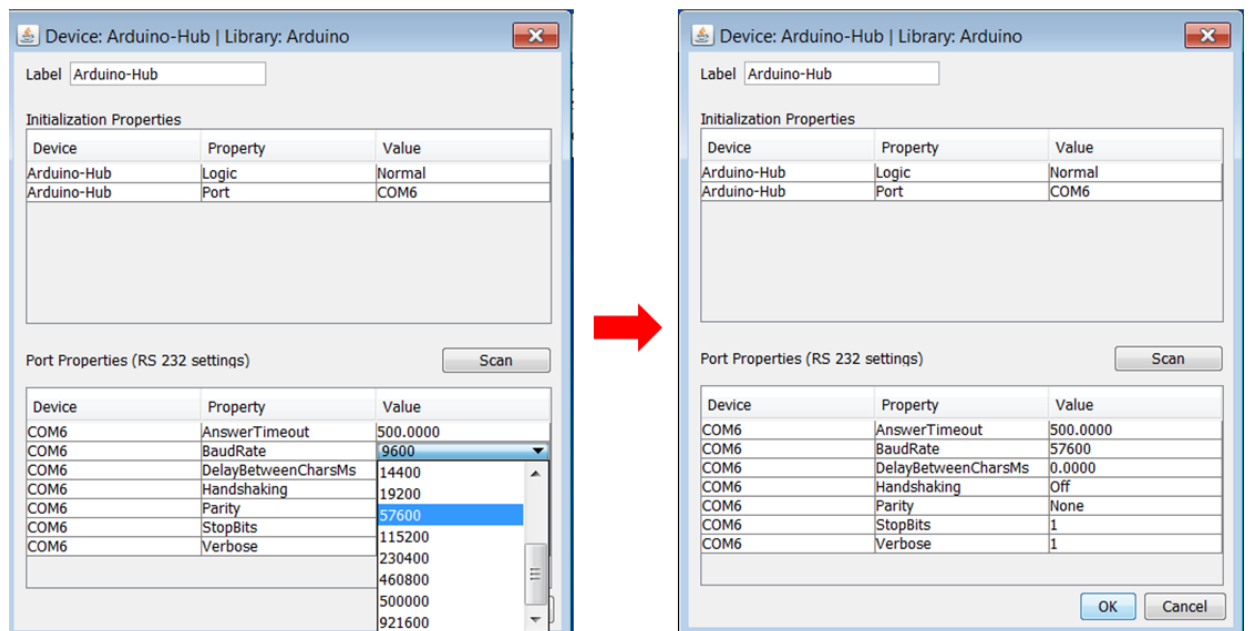 Device: Arduino-Hub | Library: Arduino
Label Arduino-Hub
Initialization Properties
Device Property Value
Arduino-Hub Logic Normal
Arduino-Hub Port COM6
Port Properties (RS 232 settings) Scan
Device Property Value
COM6 AnswerTimeout 500.0000
COM6 BaudRate 9600
COM6 DelayBetweenCharsMs 14400
COM6 Handshaking 19200
COM6 Parity 57600
COM6 StopBits 115200
COM6 Verbose 230400
460800
500000
921600
Device: Arduino-Hub | Library: Arduino
Label Arduino-Hub
Initialization Properties
Device Property Value
Arduino-Hub Logic Normal
Arduino-Hub Port COM6
Port Properties (RS 232 settings) Scan
Device Property Value
COM6 AnswerTimeout 500.0000
COM6 BaudRate 57600
COM6 DelayBetweenCharsMs 0.0000
COM6 Handshaking Off
COM6 Parity None
COM6 StopBits 1
COM6 Verbose 1
OK Cancel